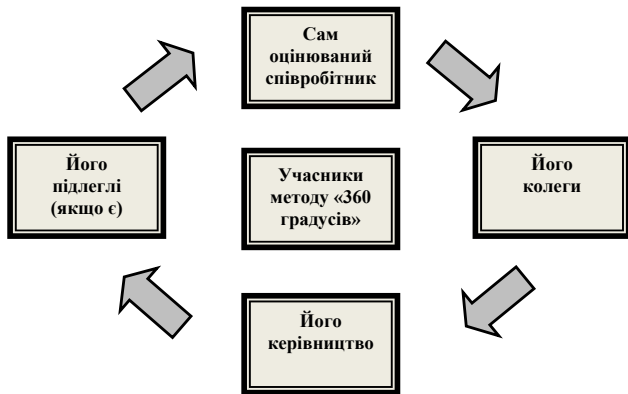 Сам
оцінюваний
співробітник
Його
підлеглі
(якщо є)
Учасники
методу «360
градусів»
Його
колеги
Його
керівництво